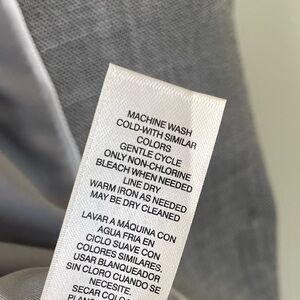 MACHINE WASH
COLD-WITH SIMILAR
COLORS
GENTLE CYCLE
ONLY NON-CHLORINE
BLEACH WHEN NEEDED
LINE DRY
WARM IRON AS NEEDED
MAY BE DRY CLEANED
LAVAR A MÁQUINA CON
AGUA FRIA EN
CICLO SUAVE CON
COLORES SIMILARES.
USAR BLANQUEADOR
SIN CLORO CUANDO SE
NECESITE.
SECAR COLG